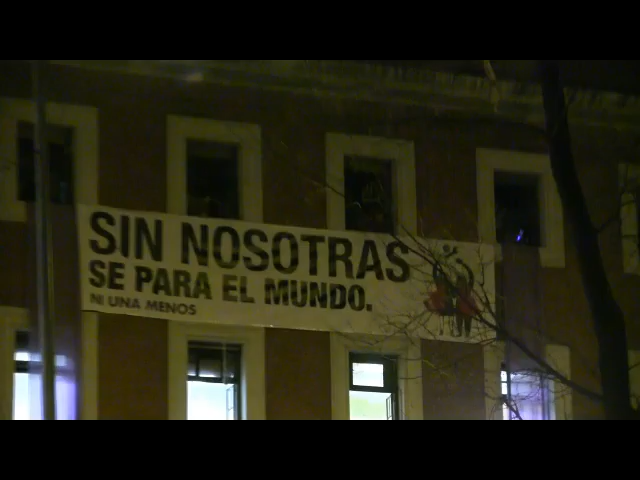 SIN NOSOTRAS
SE PARA EL MUNDO.
NI UNA MENOS